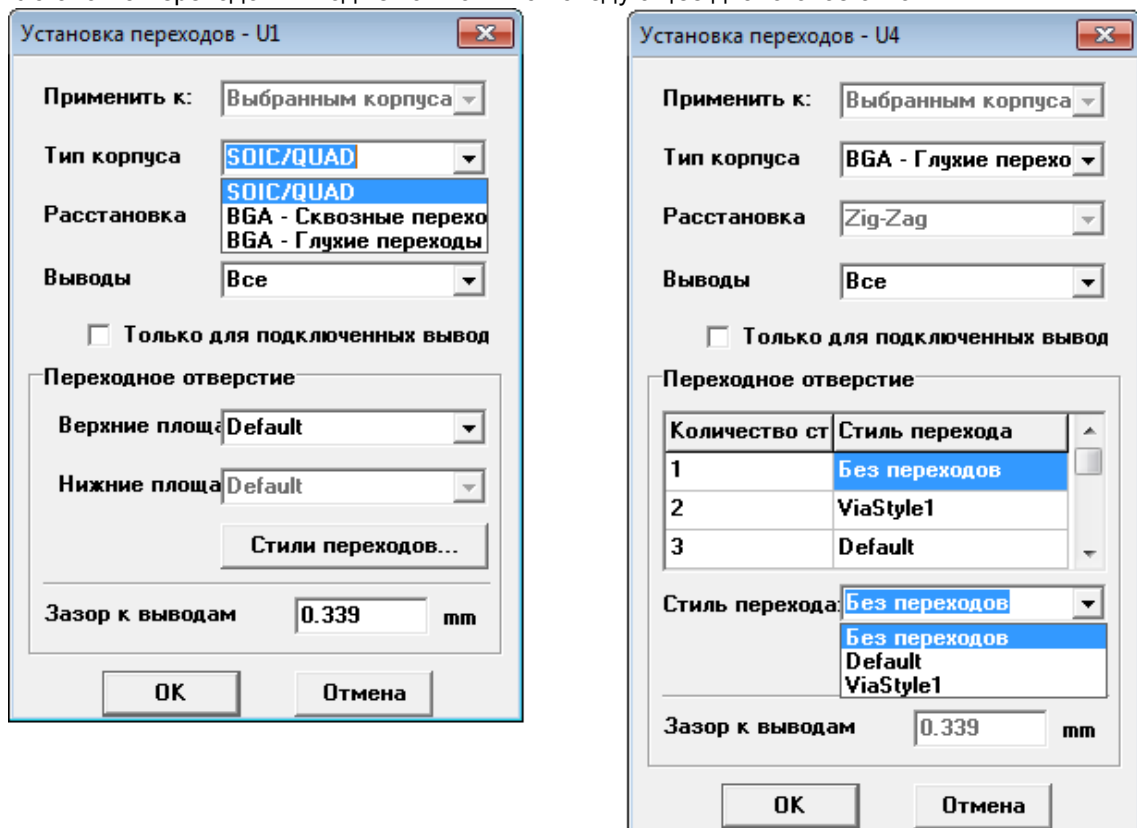 Установка переходов - U1
Применить к: Выбранным корпуса
Тип корпуса SOIC/QUAD
SOIC/QUAD
Расстановка BGA - Сквозные перехо
BGA - Глухие переходы
Выводы Все
Только для подключенных вывод
Переходное отверстие
Верхние площа Default
Нижние площа Default
Стили переходов...
Зазор к выводам 0.339 mm
OK Отмена
Установка переходов - U4
Применить к: Выбранным корпуса
Тип корпуса BGA - Глухие перехо
Расстановка Zig-Zag
Выводы Все
Только для подключенных вывод
Переходное отверстие
Количество ст Стиль перехода
1 Без переходов
2 ViaStyle1
3 Default
Стиль перехода: Без переходов
Без переходов
Default
ViaStyle1
Зазор к выводам 0.339 mm
OK Отмена